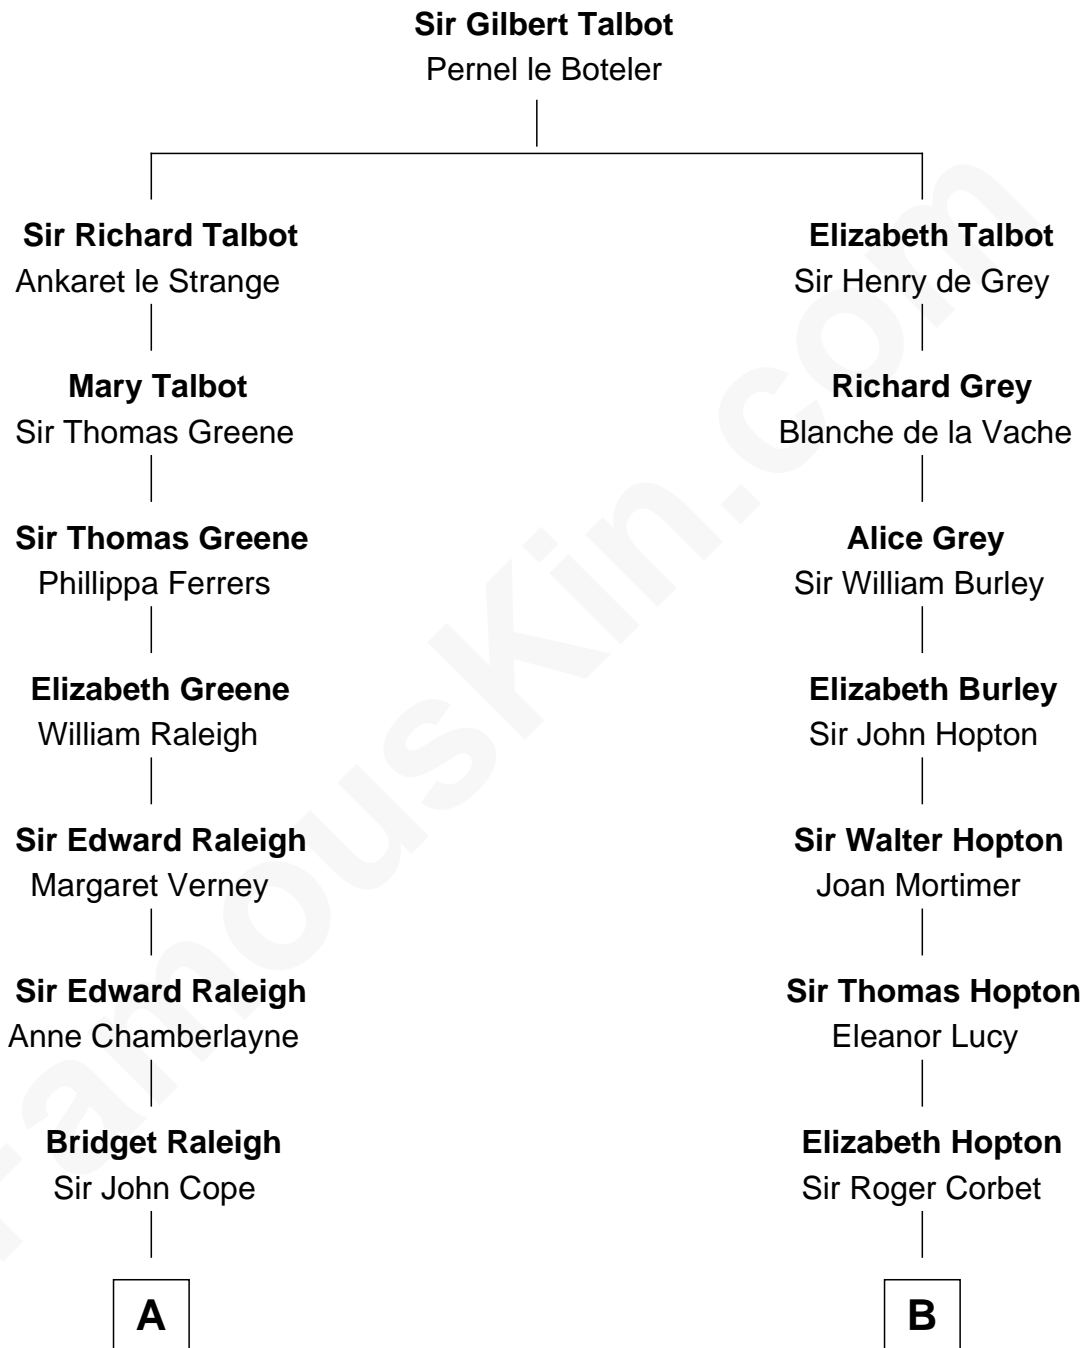 Sir Gilbert Talbot
Pernel le Boteler
Sir Richard Talbot
Ankaret le Strange
Elizabeth Talbot
Sir Henry de Grey
Mary Talbot
Sir Thomas Greene
Richard Grey
Blanche de la Vache
Sir Thomas Greene
Phillippa Ferrers
Alice Grey
Sir William Burley
Elizabeth Greene
William Raleigh
Elizabeth Burley
Sir John Hopton
Sir Edward Raleigh
Margaret Verney
Sir Walter Hopton
Joan Mortimer
Sir Edward Raleigh
Anne Chamberlayne
Sir Thomas Hopton
Eleanor Lucy
Bridget Raleigh
Sir John Cope
Elizabeth Hopton
Sir Roger Corbet
A
B
FamousKin.com